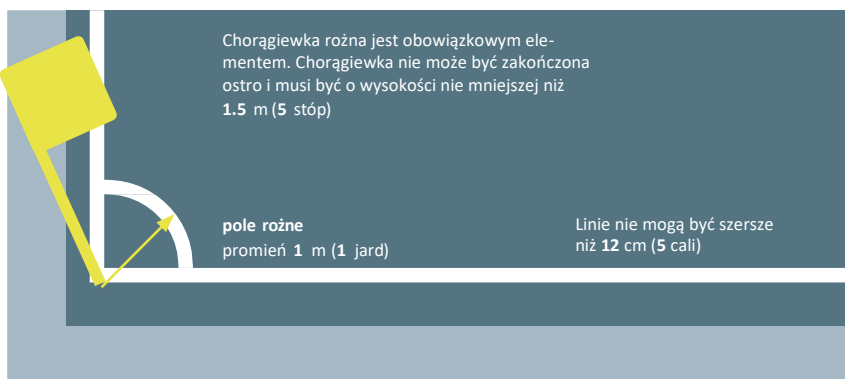 Chorągiewka rożna jest obowiązkowym ele-
mentem. Chorągiewka nie może być zakończona
ostro i musi być o wysokości nie mniejszej niż
1.5 m (5 stóp)
pole rożne
promień 1 m (1 jard)
Linie nie mogą być szersze
niż 12 cm (5 cali)